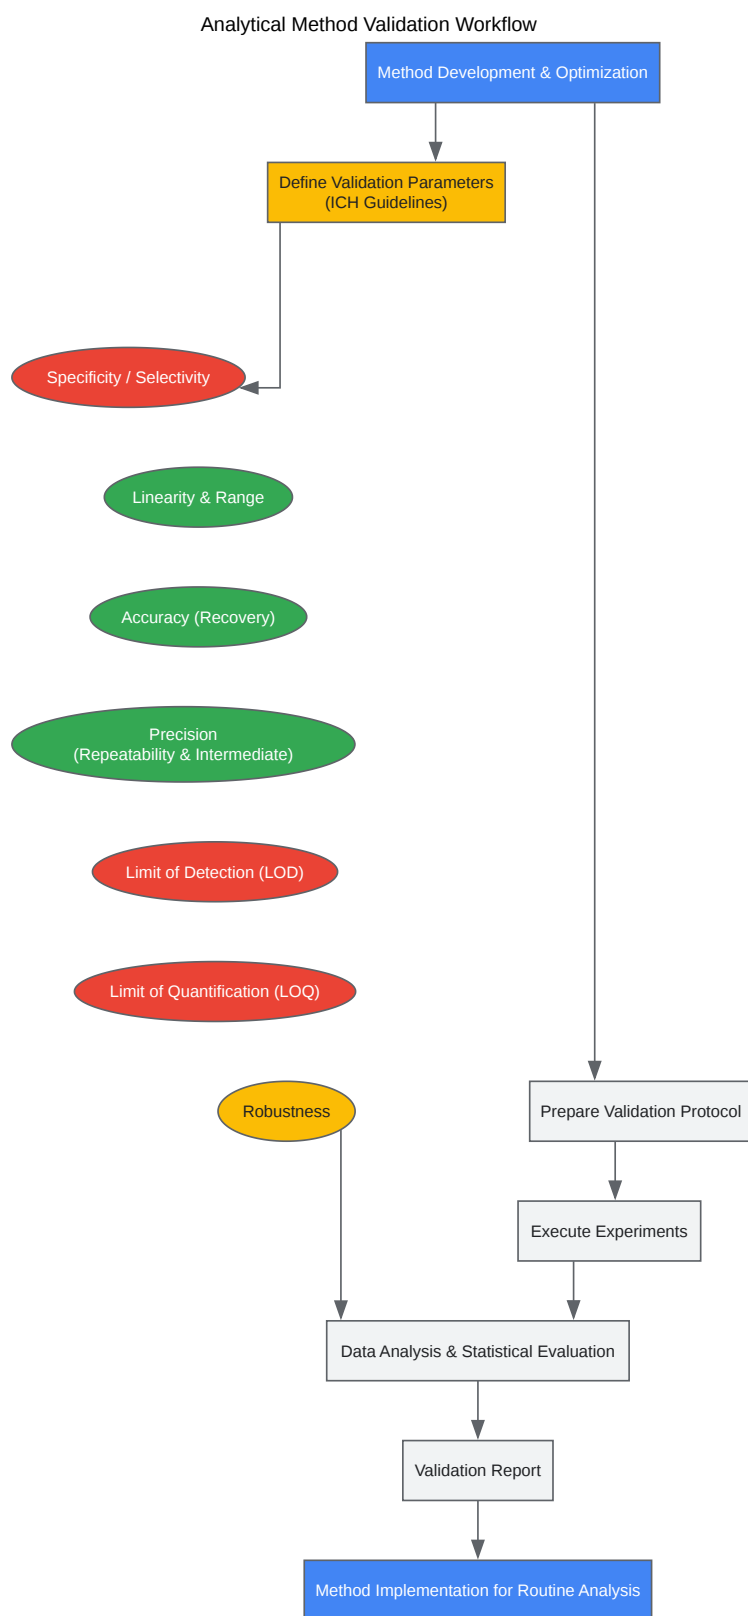 Analytical Method Validation Workflow
Method Development & Optimization
Define Validation Parameters
(ICH Guidelines)
Specificity / Selectivity
Linearity & Range
Accuracy (Recovery)
Precision
(Repeatability & Intermediate)
Limit of Detection (LOD)
Limit of Quantification (LOQ)
Robustness
Prepare Validation Protocol
Execute Experiments
Data Analysis & Statistical Evaluation
Validation Report
Method Implementation for Routine Analysis